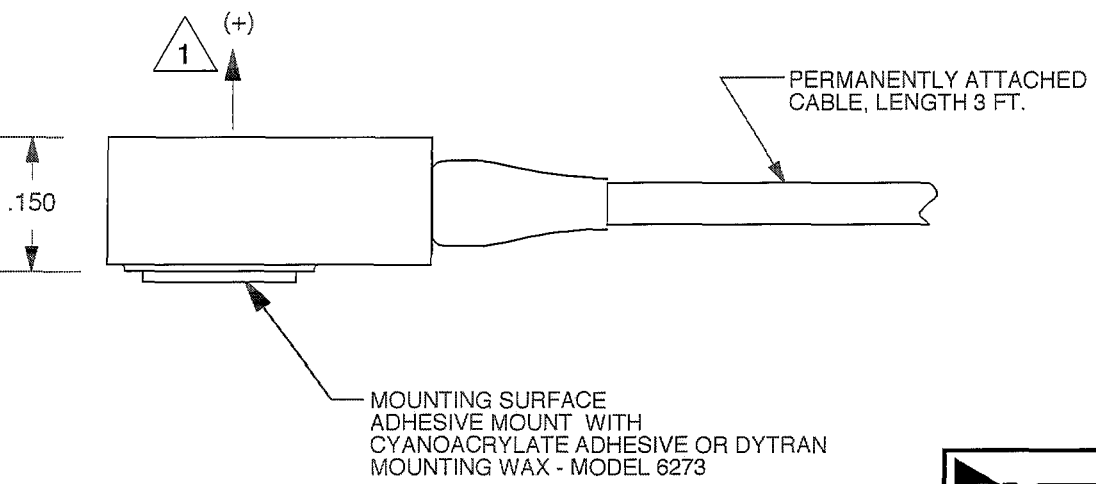 (+)
1
PERMANENTLY ATTACHED
CABLE, LENGTH 3 FT.
.150
MOUNTING SURFACE
ADHESIVE MOUNT WITH
CYANOACRYLATE ADHESIVE OR DYTRAN
MOUNTING WAX - MODEL 6273